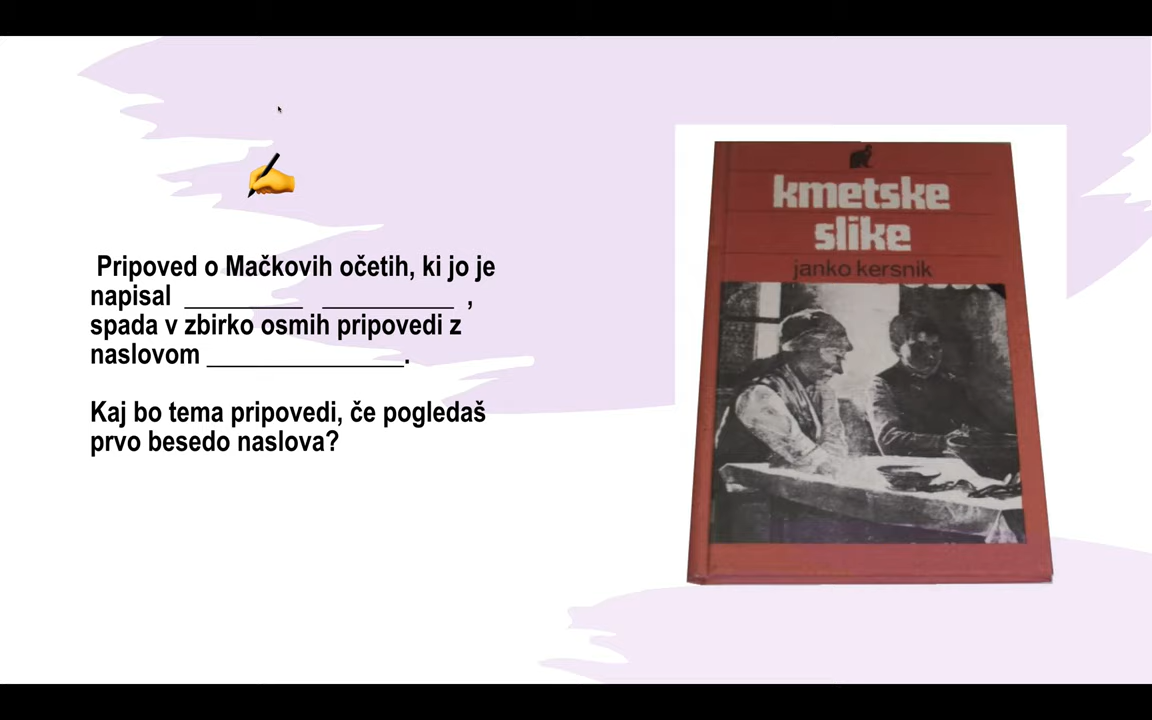 Pripoved o Mačkovih očetih, ki jo je
napisal _________ __________ ,
spada v zbirko osmih pripovedi z
naslovom _______________.
Kaj bo tema pripovedi, če pogledaš
prvo besedo naslova?
kmetske
slike
janko kersnik